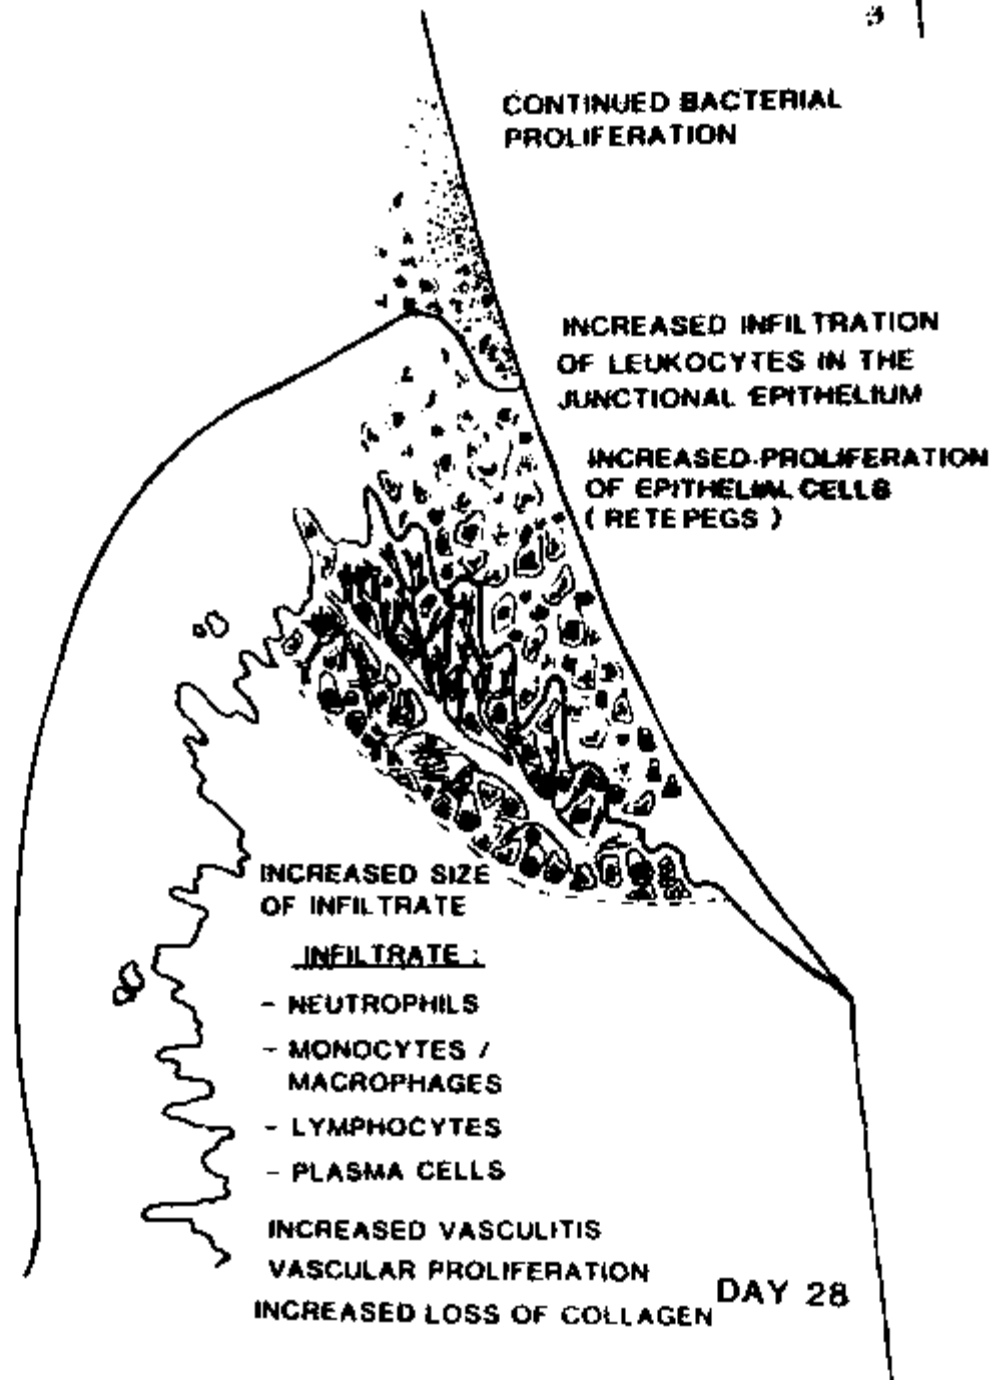 3
CONTINUED BACTERIAL
PROLIFERATION
INCREASED INFILTRATION
OF LEUKOCYTES IN THE
JUNCTIONAL EPITHELIUM
INCREASED PROLIFERATION
OF EPITHELIAL CELLS
( RETE PEGS )
INCREASED SIZE
OF INFILTRATE
INFILTRATE :
- NEUTROPHILS
- MONOCYTES /
MACROPHAGES
- LYMPHOCYTES
- PLASMA CELLS
INCREASED VASCULITIS
VASCULAR PROLIFERATION
INCREASED LOSS OF COLLAGEN
DAY 28